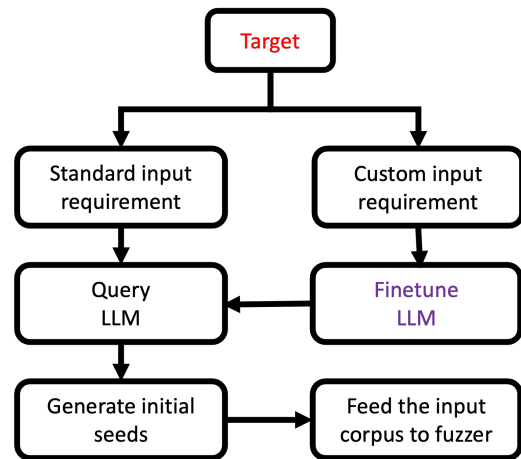 Target
Standard input
requirement
Custom input
requirement
Query
LLM
Finetune
LLM
Generate initial
seeds
Feed the input
corpus to fuzzer